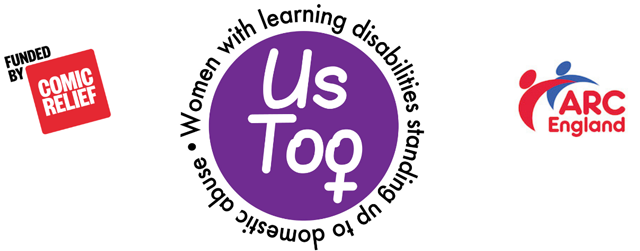 FUNDED
BY
COMIC
RELIEF
Women with learning disabilities standing up to domestic abuse •
Us
Too
ARC
England